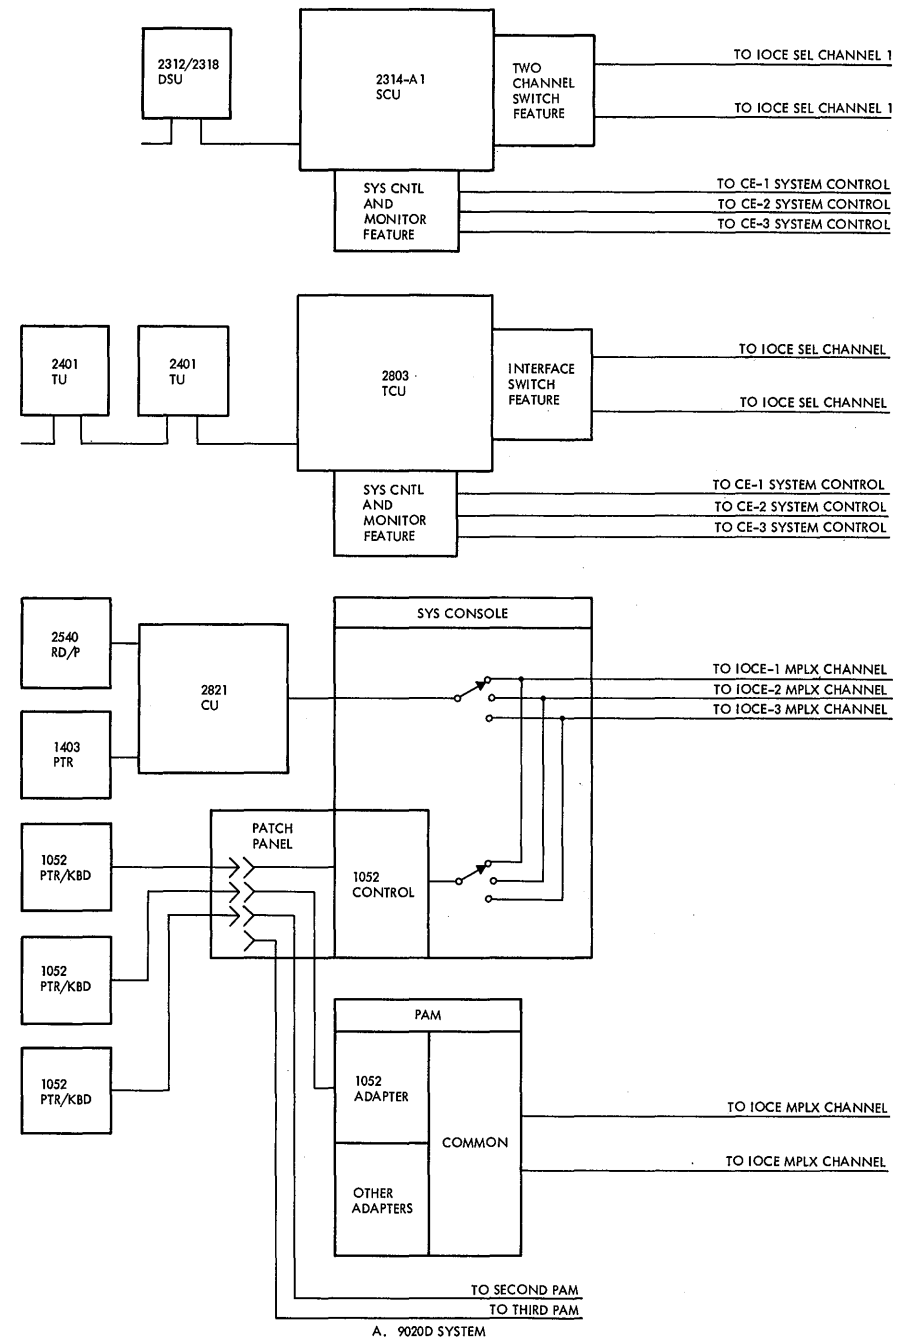 2312/2318
DSU
2314-A1
SCU
TWO
CHANNEL
SWITCH
FEATURE
TO IOCE SEL CHANNEL 1
TO IOCE SEL CHANNEL 1
SYS CNTL
AND
MONITOR
FEATURE
TO CE-1 SYSTEM CONTROL
TO CE-2 SYSTEM CONTROL
TO CE-3 SYSTEM CONTROL
2401
TU
2401
TU
2803
TCU
INTERFACE
SWITCH
FEATURE
TO IOCE SEL CHANNEL
TO IOCE SEL CHANNEL
SYS CNTL
AND
MONITOR
FEATURE
TO CE-1 SYSTEM CONTROL
TO CE-2 SYSTEM CONTROL
TO CE-3 SYSTEM CONTROL
2540
RD/P
1403
PTR
2821
CU
SYS CONSOLE
TO IOCE-1 MPLX CHANNEL
TO IOCE-2 MPLX CHANNEL
TO IOCE-3 MPLX CHANNEL
PATCH
PANEL
1052
CONTROL
1052
PTR/KBD
1052
PTR/KBD
1052
PTR/KBD
PAM
1052
ADAPTER
COMMON
OTHER
ADAPTERS
TO IOCE MPLX CHANNEL
TO IOCE MPLX CHANNEL
TO SECOND PAM
TO THIRD PAM
A. 9020D SYSTEM